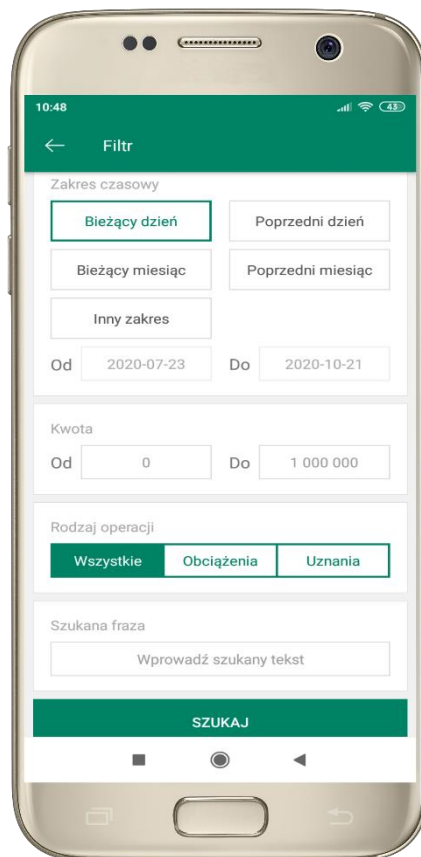 10:48 43
Filtr
Zakres czasowy
Bieżący dzień Poprzedni dzień
Bieżący miesiąc Poprzedni miesiąc
Inny zakres
Od 2020-07-23 Do 2020-10-21
Kwota
Od 0 Do 1 000 000
Rodzaj operacji
Wszystkie Obciążenia Uznania
Szukana fraza
Wprowadź szukany tekst
SZUKAJ